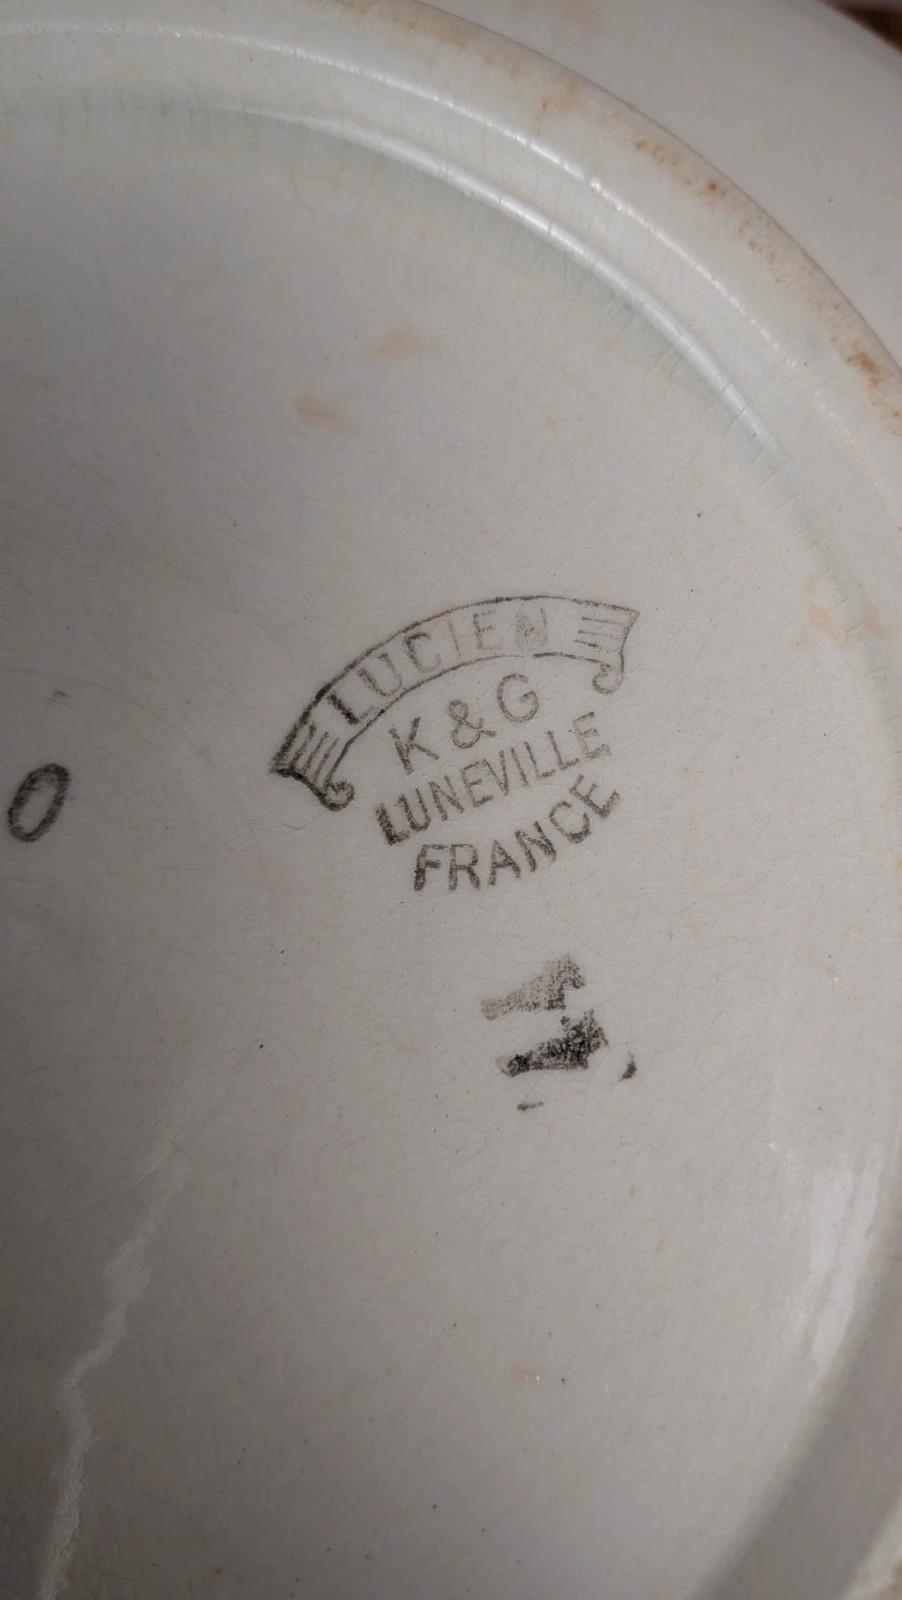 LUCIEN
K & G
LUNEVILLE
FRANCE
O